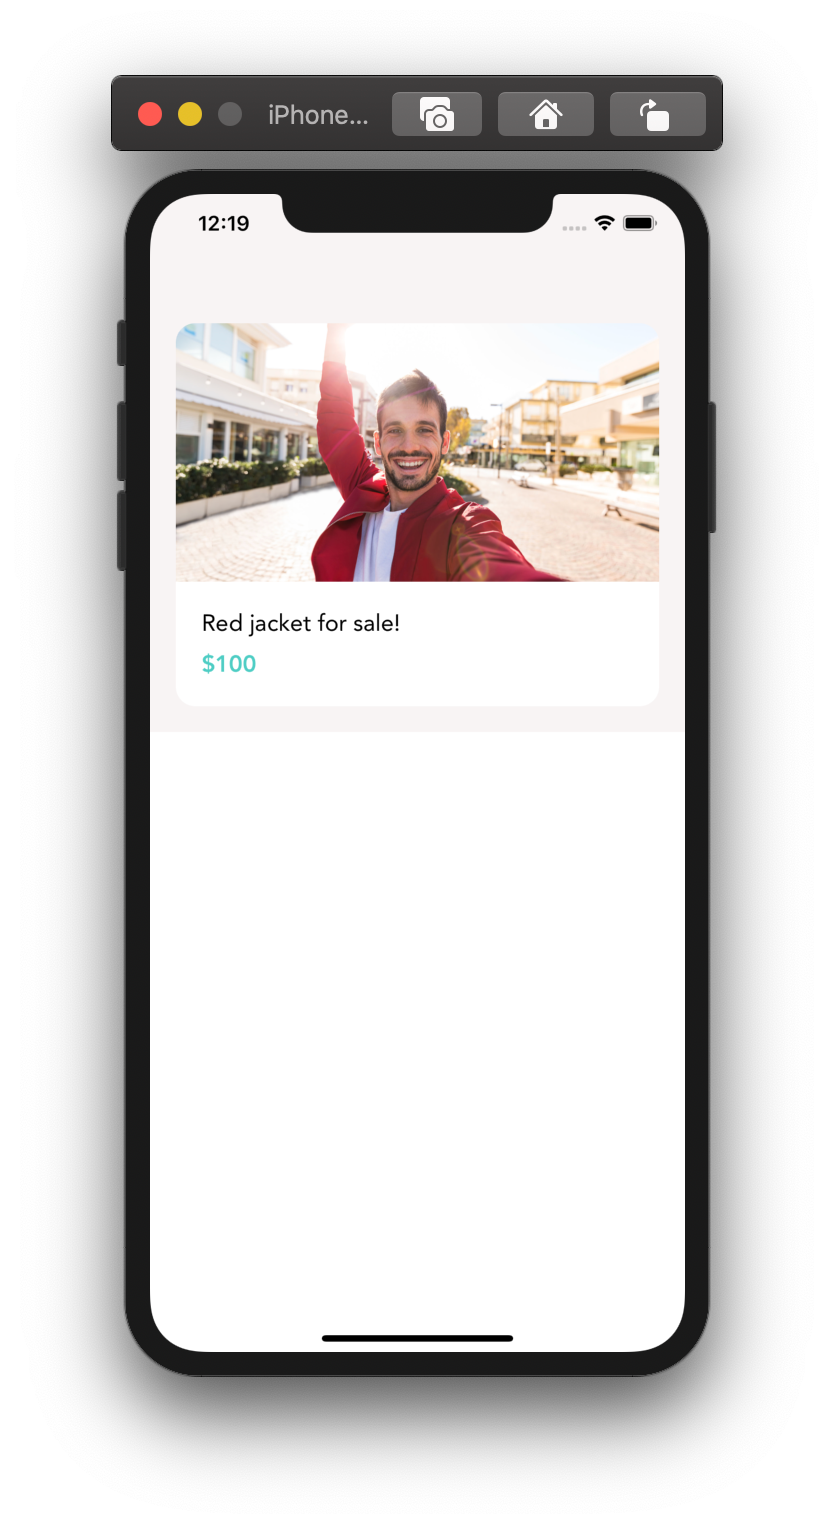 iPhone...
12:19
Red jacket for sale!
$100